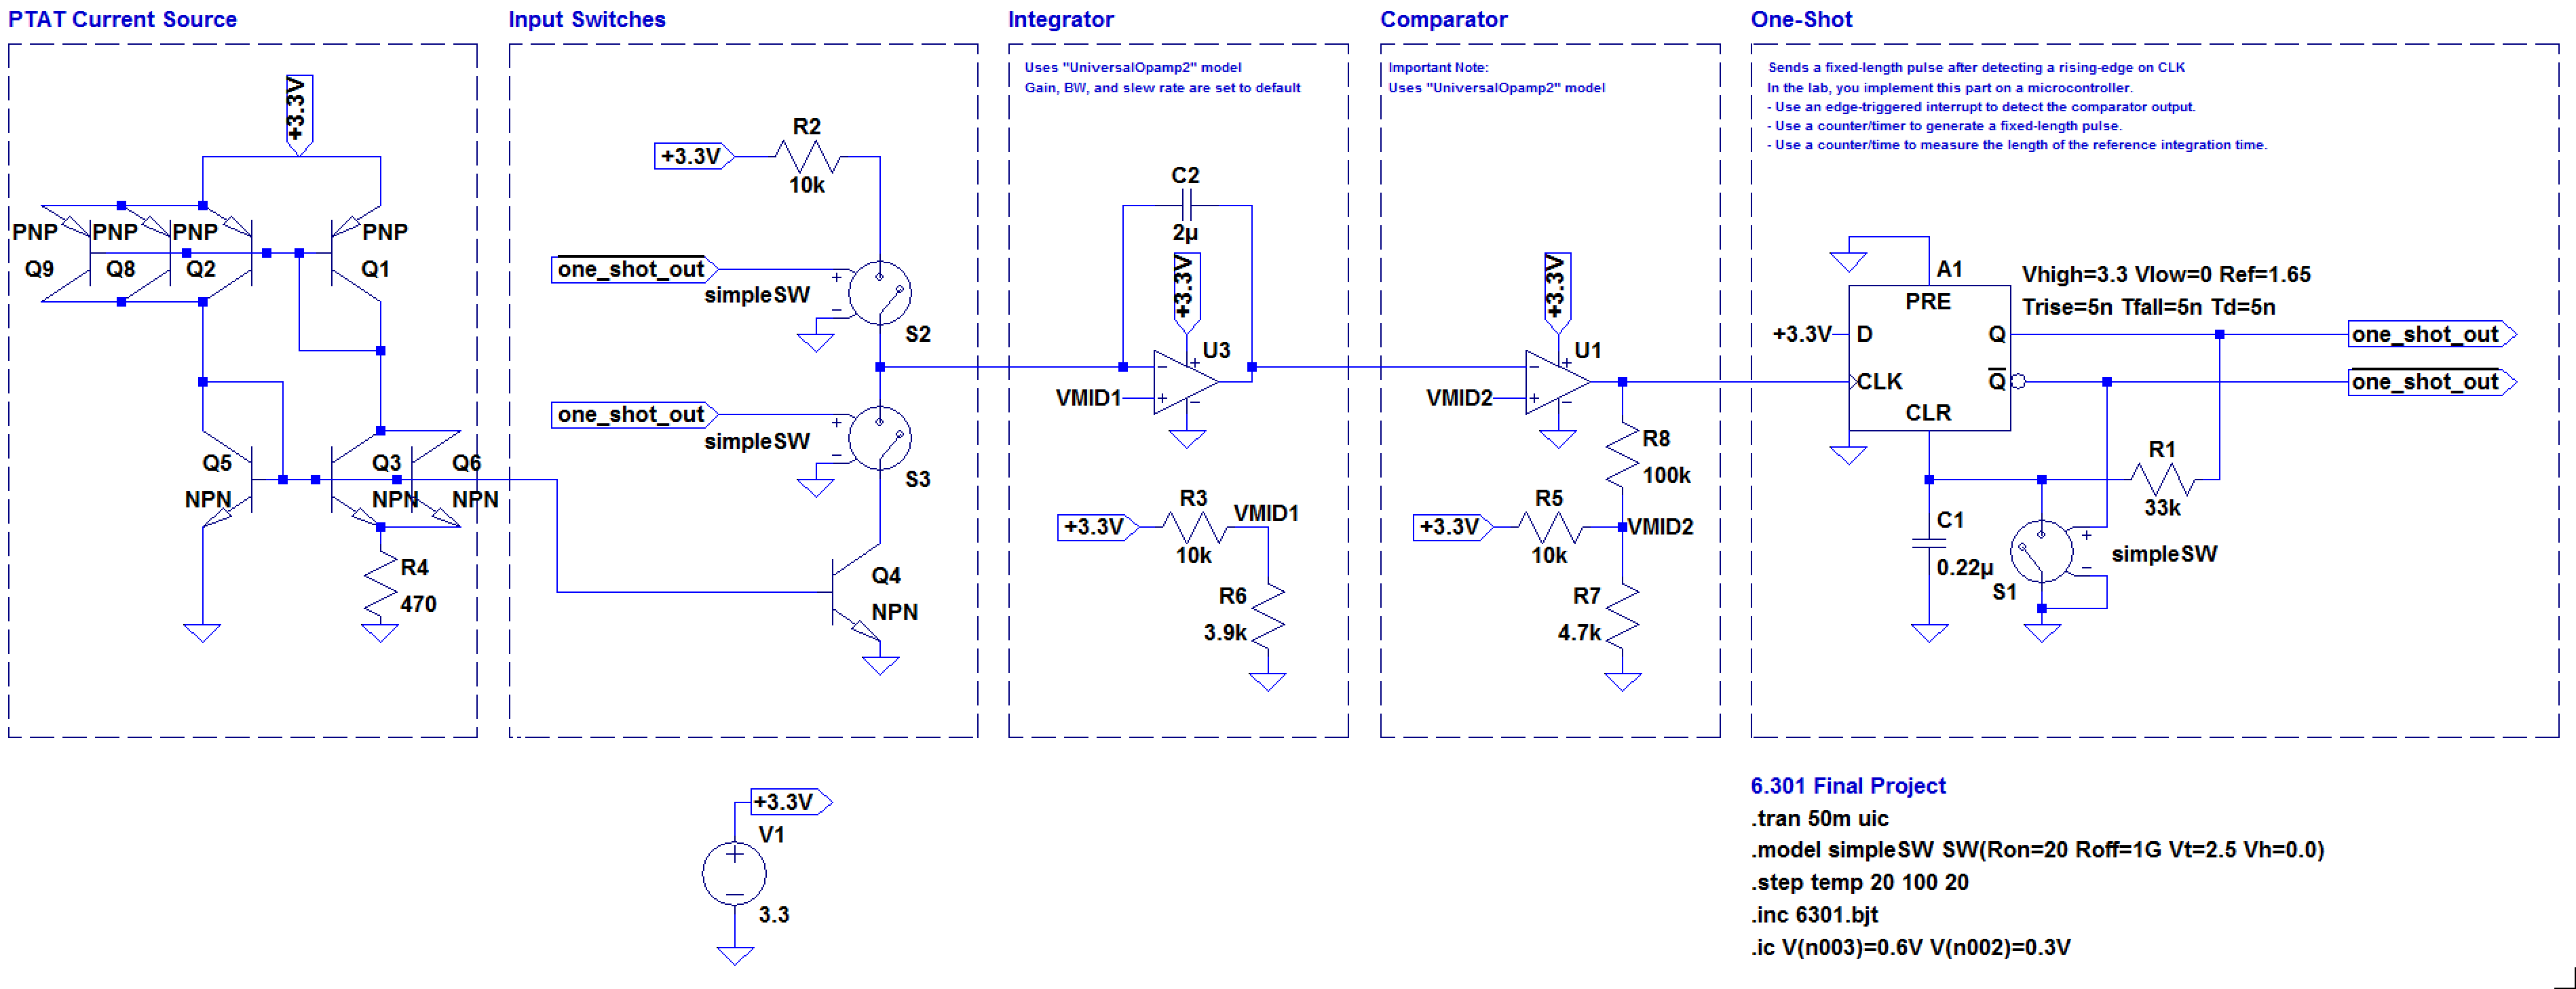 PTAT Current Source
+3.3V
PNP
PNP
PNP
PNP
Q9
Q8
Q2
Q1
Q5
NPN
Q3
NPN
Q6
NPN
R4
470
Input Switches
+3.3V
R2
10k
one_shot_out
simpleSW
+
−
S2
one_shot_out
simpleSW
+
−
S3
Q4
NPN
Integrator
Uses "UniversalOpamp2" model
Gain, BW, and slew rate are set to default
C2
2µ
+3.3V
U3
−
+
+
−
VMID1
+3.3V
R3
10k
VMID1
R6
3.9k
Comparator
Important Note:
Uses "UniversalOpamp2" model
+3.3V
U1
−
+
+
−
VMID2
R8
100k
+3.3V
R5
10k
VMID2
R7
4.7k
One-Shot
Sends a fixed-length pulse after detecting a rising-edge on CLK
In the lab, you implement this part on a microcontroller.
- Use an edge-triggered interrupt to detect the comparator output.
- Use a counter/timer to generate a fixed-length pulse.
- Use a counter/time to measure the length of the reference integration time.
A1
Vhigh=3.3 Vlow=0 Ref=1.65
Trise=5n Tfall=5n Td=5n
PRE
+3.3V
D
Q
one_shot_out
CLK
Q
one_shot_out
CLR
R1
33k
C1
0.22µ
+
−
simpleSW
S1
+3.3V
V1
+
−
3.3
6.301 Final Project
.tran 50m uic
.model simpleSW SW(Ron=20 Roff=1G Vt=2.5 Vh=0.0)
.step temp 20 100 20
.inc 6301.bjt
.ic V(n003)=0.6V V(n002)=0.3V